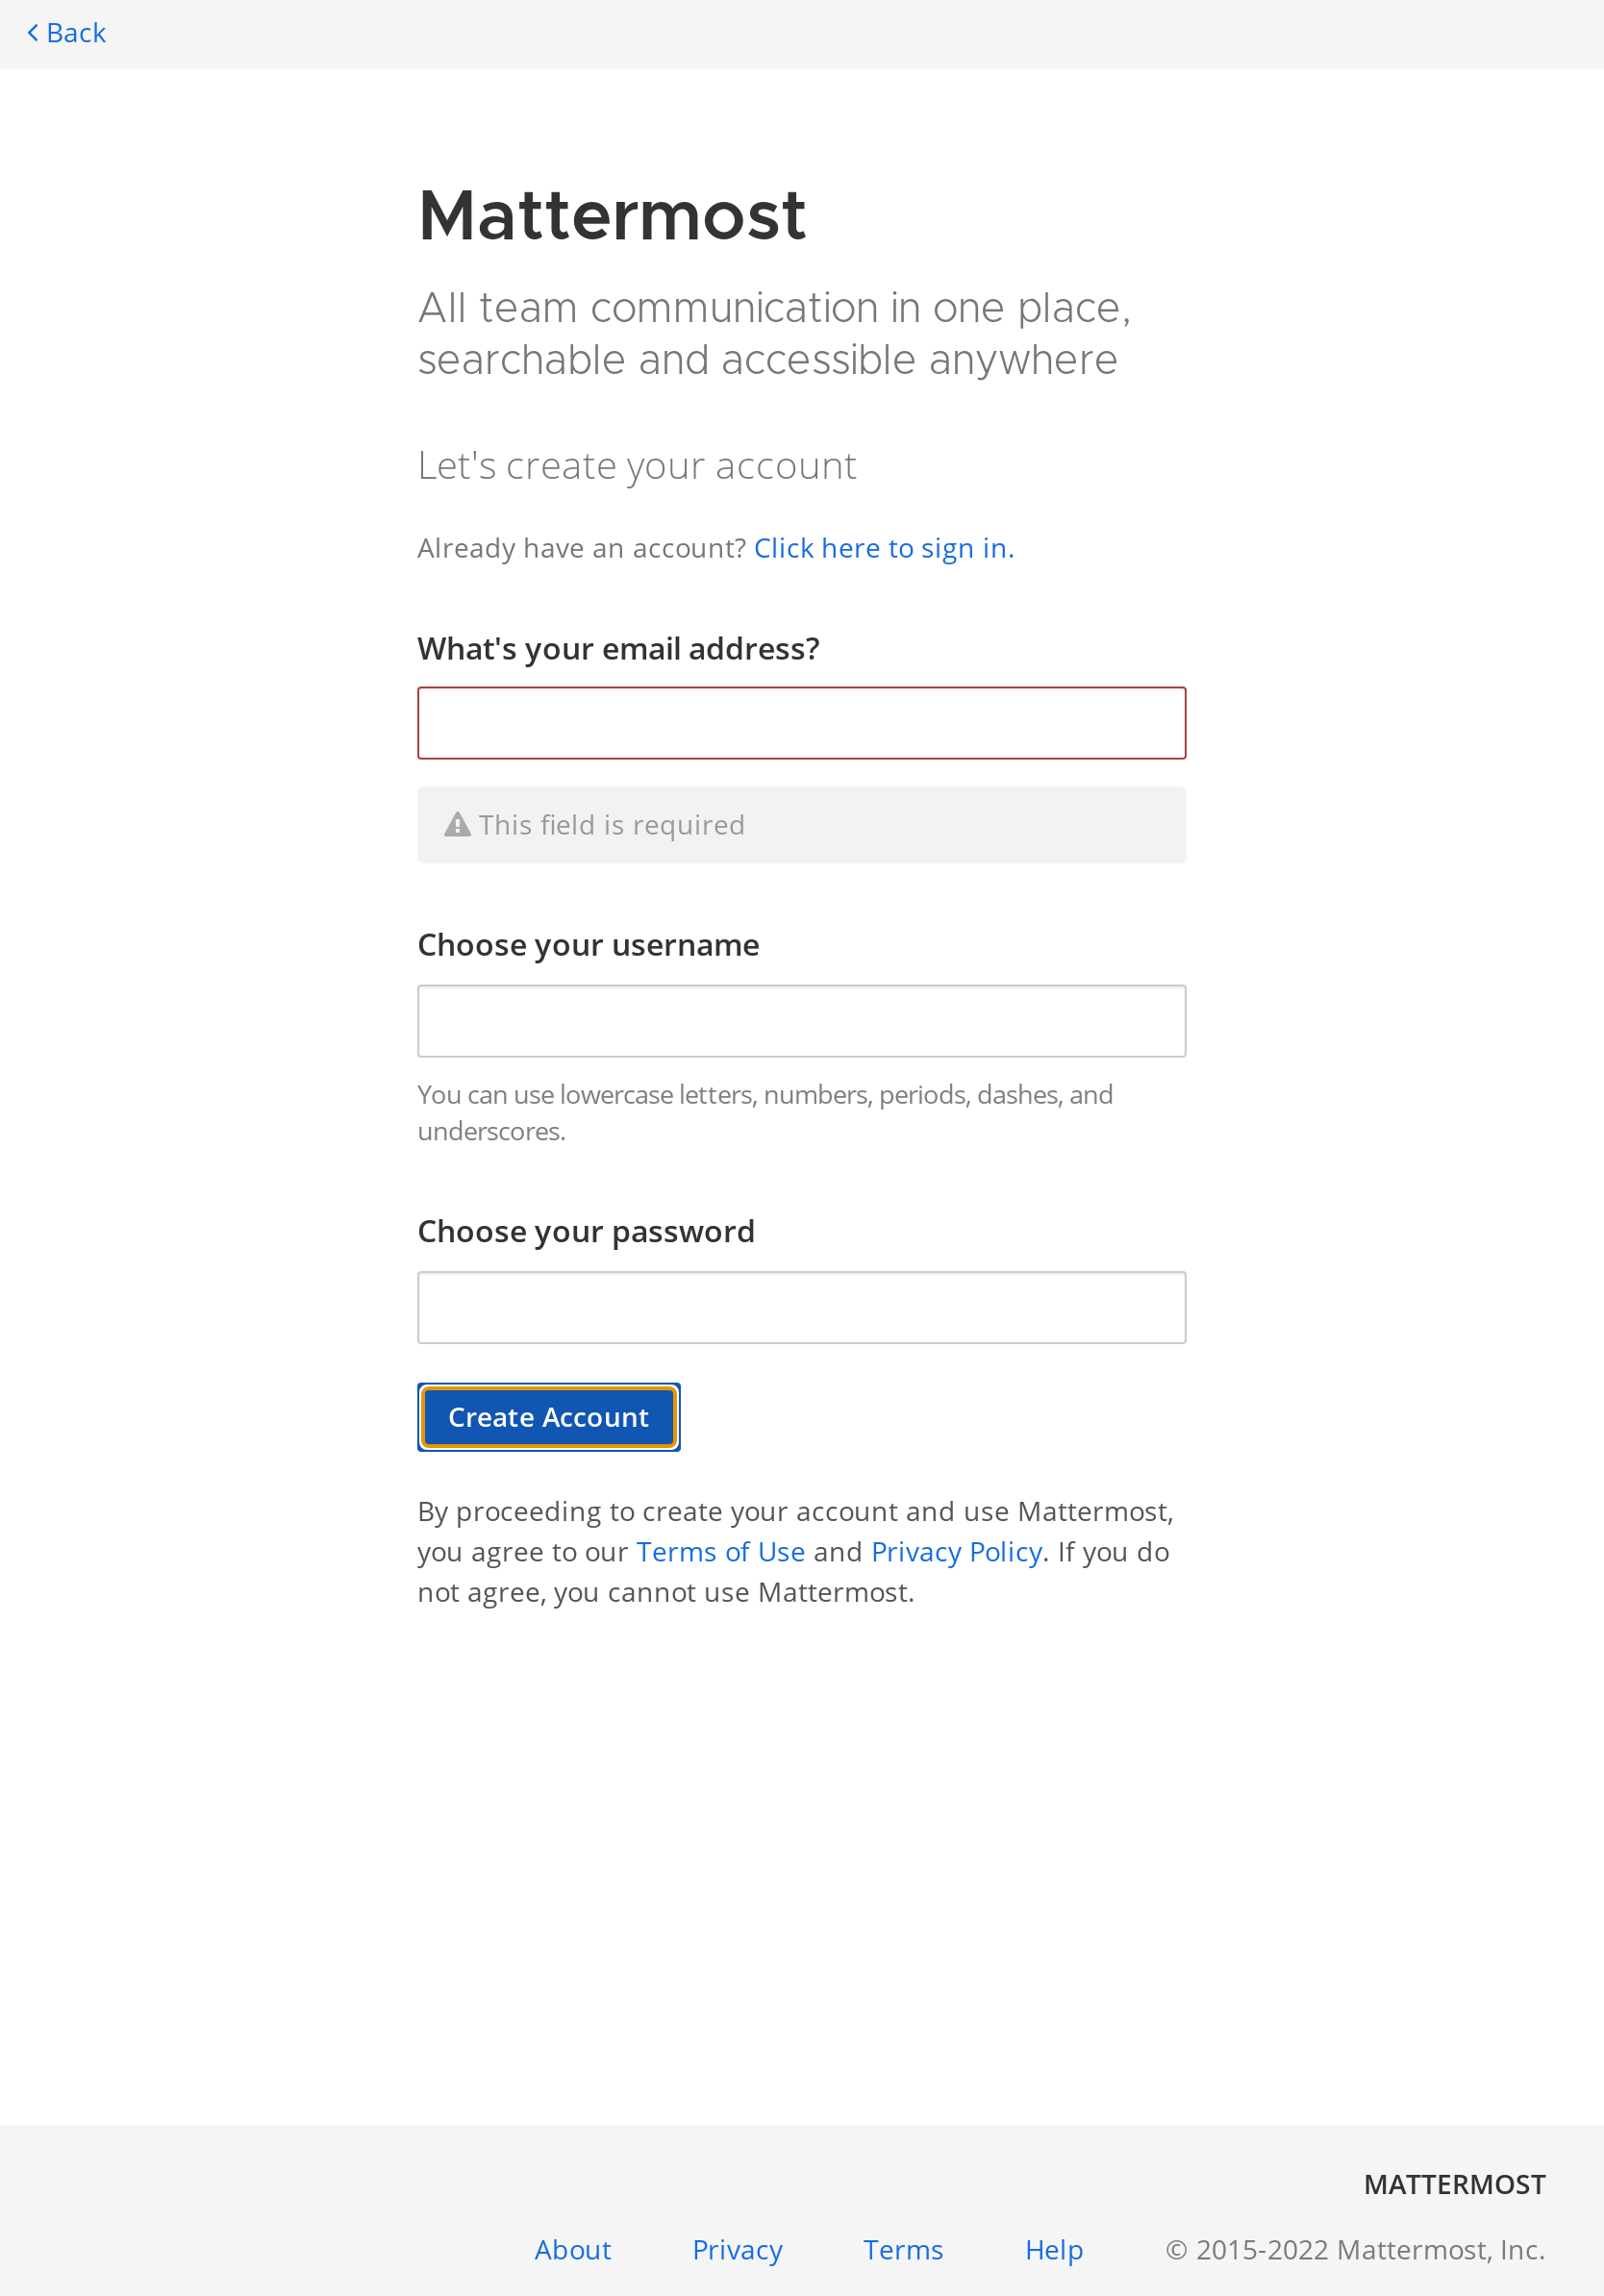 Back
Mattermost
All team communication in one place,
searchable and accessible anywhere
Let's create your account
Already have an account? Click here to sign in.
What's your email address?
This field is required
Choose your username
You can use lowercase letters, numbers, periods, dashes, and
underscores.
Choose your password
Create Account
By proceeding to create your account and use Mattermost,
you agree to our Terms of Use and Privacy Policy. If you do
not agree, you cannot use Mattermost.
MATTERMOST
About Privacy Terms Help © 2015-2022 Mattermost, Inc.